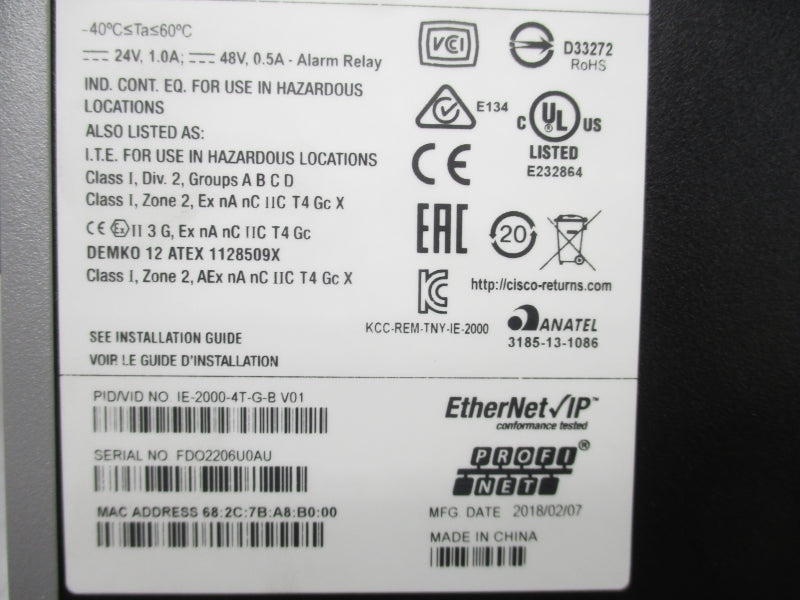 -40°C≤Ta≤60°C
24V, 1.0A; 48V, 0.5A - Alarm Relay
IND. CONT. EQ. FOR USE IN HAZARDOUS
LOCATIONS
ALSO LISTED AS:
I.T.E. FOR USE IN HAZARDOUS LOCATIONS
Class I, Div. 2, Groups A B C D
Class I, Zone 2, Ex nA nC IIC T4 Gc X
CE Ex II 3 G, Ex nA nC IIC T4 Gc
DEMKO 12 ATEX 1128509X
Class I, Zone 2, AEx nA nC IIC T4 Gc X
SEE INSTALLATION GUIDE
VOIR LE GUIDE D'INSTALLATION
VCI
D33272
RoHS
E134
C UL ® US
LISTED
E232864
CE
EAC
20
http://cisco-returns.com
KCC-REM-TNY-IE-2000
ANATEL
3185-13-1086
PID/VID NO. IE-2000-4T-G-B V01
SERIAL NO FDO2206U0AU
MAC ADDRESS 68:2C:7B:A8:B0:00
EtherNet/IP™
conformance tested
PROFI®
NET
MFG DATE 2018/02/07
MADE IN CHINA